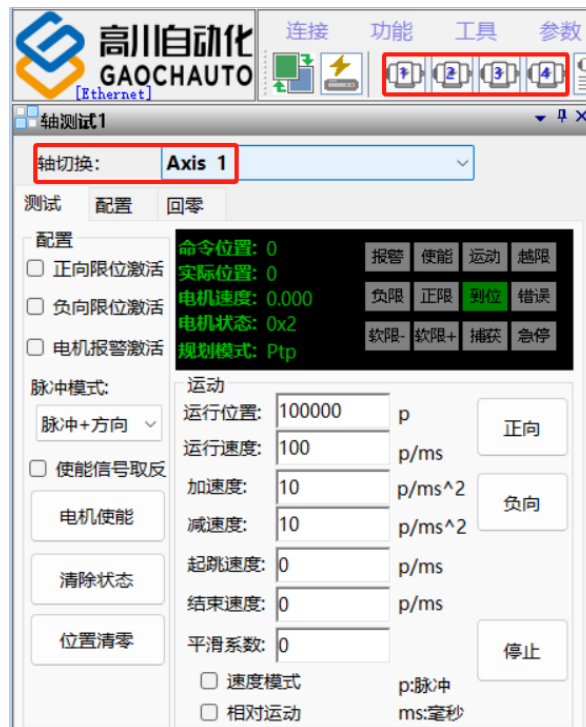 高川自动化
GAOCHAUTO
[Ethernet]
连接 功能 工具 参数
1 2 3 4
轴测试1
轴切换: Axis 1
测试 配置 回零
配置
正向限位激活
负向限位激活
电机报警激活
脉冲模式:
脉冲+方向
使能信号取反
电机使能
清除状态
位置清零
命令位置: 0
实际位置: 0
电机速度: 0.000
电机状态: 0x2
规划模式: Ptp
报警 使能 运动 越限
负限 正限 到位 错误
软限- 软限+ 捕获 急停
运动
运行位置: 100000 p
运行速度: 100 p/ms
加速度: 10 p/ms^2
减速度: 10 p/ms^2
起跳速度: 0 p/ms
结束速度: 0 p/ms
平滑系数: 0
正向
负向
停止
速度模式 p:脉冲
相对运动 ms:毫秒